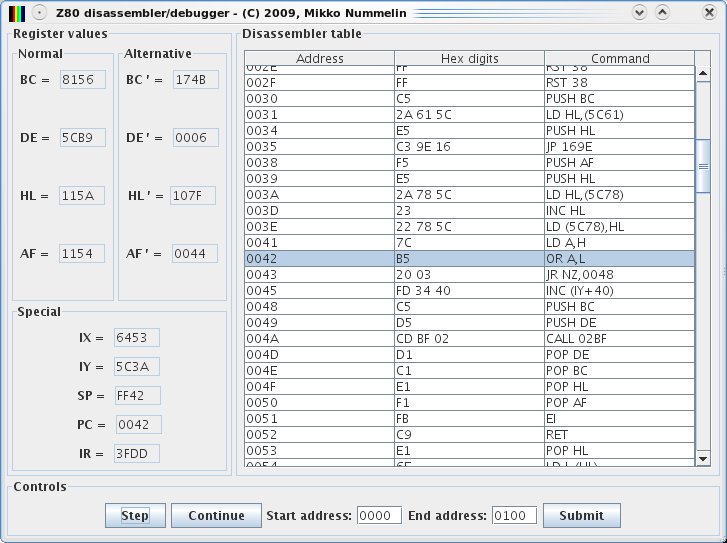 Z80 disassembler/debugger - (C) 2009, Mikko Nummelin
Register values
Normal
Alternative
BC = 8156
BC ' = 174B
DE = 5CB9
DE ' = 0006
HL = 115A
HL ' = 107F
AF = 1154
AF ' = 0044
Special
IX = 6453
IY = 5C3A
SP = FF42
PC = 0042
IR = 3FDD
Disassembler table
Address Hex digits Command
002E FF RST 38
002F FF RST 38
0030 C5 PUSH BC
0031 2A 61 5C LD HL,(5C61)
0034 E5 PUSH HL
0035 C3 9E 16 JP 169E
0038 F5 PUSH AF
0039 E5 PUSH HL
003A 2A 78 5C LD HL,(5C78)
003D 23 INC HL
003E 22 78 5C LD (5C78),HL
0041 7C LD A,H
0042 B5 OR A,L
0043 20 03 JR NZ,0048
0045 FD 34 40 INC (IY+40)
0048 C5 PUSH BC
0049 D5 PUSH DE
004A CD BF 02 CALL 02BF
004D D1 POP DE
004E C1 POP BC
004F E1 POP HL
0050 F1 POP AF
0051 FB EI
0052 C9 RET
0053 E1 POP HL
0054 6E LD L,(HL)
Controls
Step Continue Start address: 0000 End address: 0100 Submit